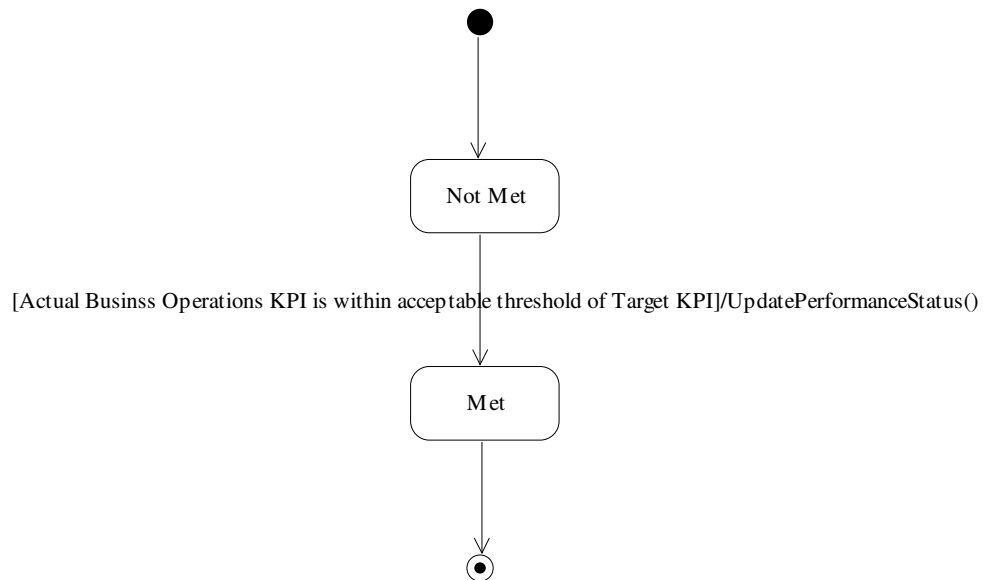 Not Met
[Actual Businss Operations KPI is within acceptable threshold of Target KPI]/UpdatePerformanceStatus()
Met